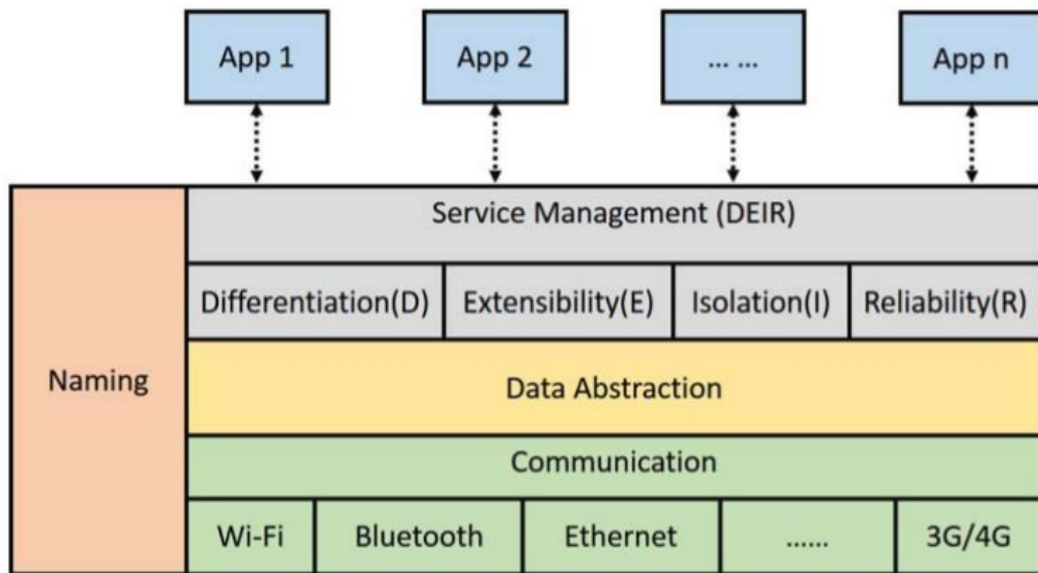 App 1
App 2
... ...
App n
Naming
Service Management (DEIR)
Differentiation(D)
Extensibility(E)
Isolation(I)
Reliability(R)
Data Abstraction
Communication
Wi-Fi
Bluetooth
Ethernet
......
3G/4G